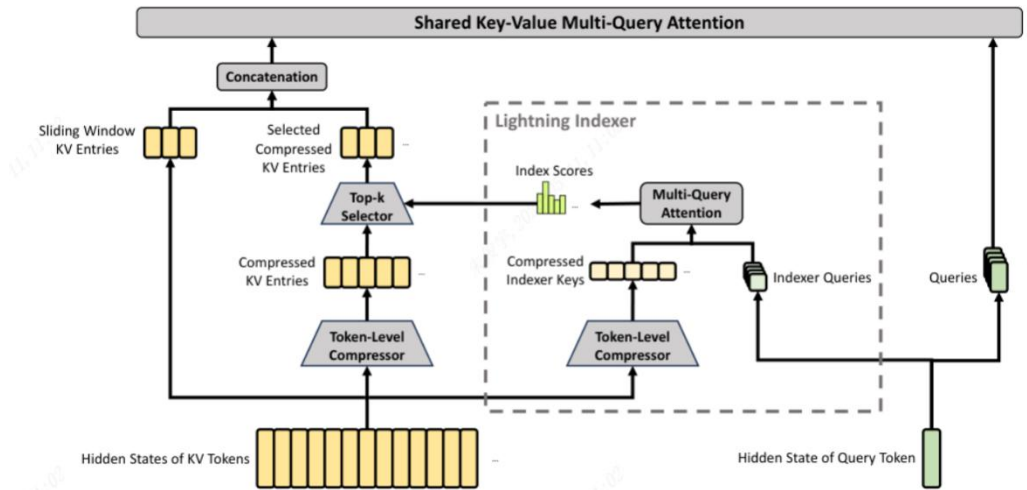 Shared Key-Value Multi-Query Attention
Concatenation
Sliding Window
KV Entries
Selected
Compressed
KV Entries
...
Lightning Indexer
Index Scores
...
Top-k
Selector
Multi-Query
Attention
Compressed
KV Entries
...
Compressed
Indexer Keys
...
Indexer Queries
Queries
Token-Level
Compressor
Token-Level
Compressor
Hidden States of KV Tokens
...
Hidden State of Query Token